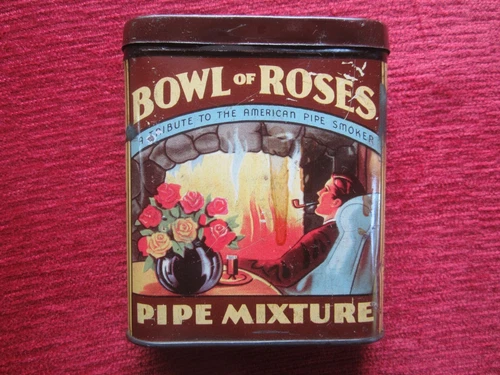 BOWL OF ROSES
A TRIBUTE TO THE AMERICAN PIPE SMOKER
PIPE MIXTURE